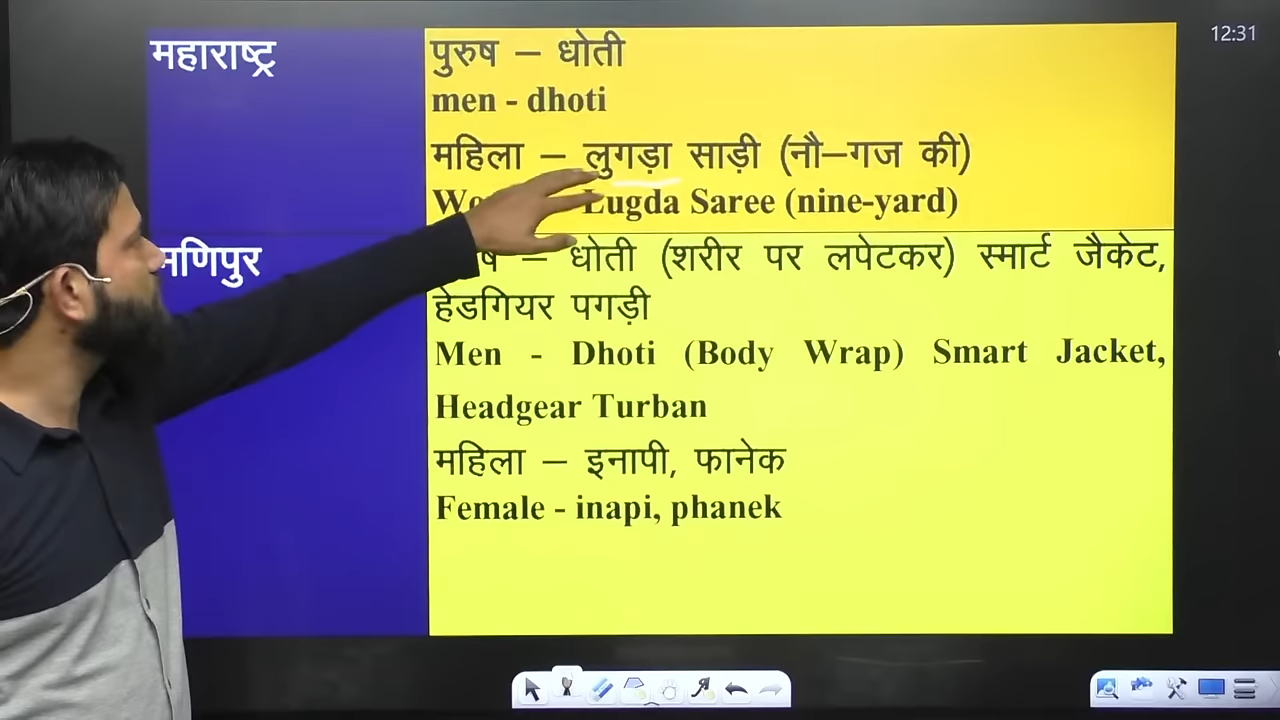 महाराष्ट्र
पुरुष – धोती
men - dhoti
महिला – लुगड़ा साड़ी (नौ–गज की)
Lugda Saree (nine-yard)
मणिपुर
– धोती (शरीर पर लपेटकर) स्मार्ट जैकेट,
हेडगियर पगड़ी
Men - Dhoti (Body Wrap) Smart Jacket,
Headgear Turban
महिला – इनापी, फानेक
Female - inapi, phanek
12:31